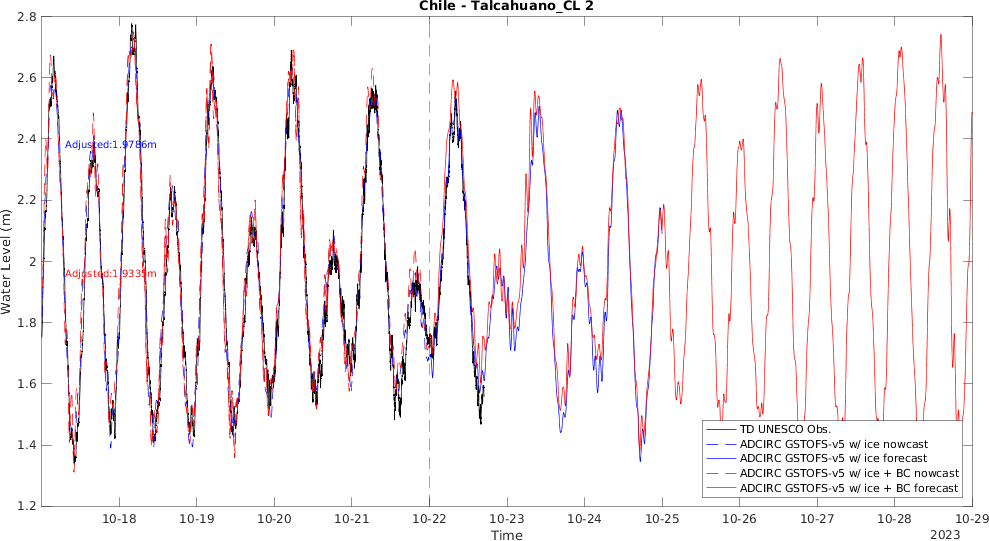 Chile - Talcahuano_CL 2
Water Level (m)
2.8
2.6
2.4
2.2
2
1.8
1.6
1.4
1.2
Adjusted:1.9786m
Adjusted:1.9335m
TD UNESCO Obs.
ADCIRC GSTOFS-v5 w/ ice nowcast
ADCIRC GSTOFS-v5 w/ ice forecast
ADCIRC GSTOFS-v5 w/ ice + BC nowcast
ADCIRC GSTOFS-v5 w/ ice + BC forecast
10-18 10-19 10-20 10-21 10-22 10-23 10-24 10-25 10-26 10-27 10-28 10-29
Time
2023